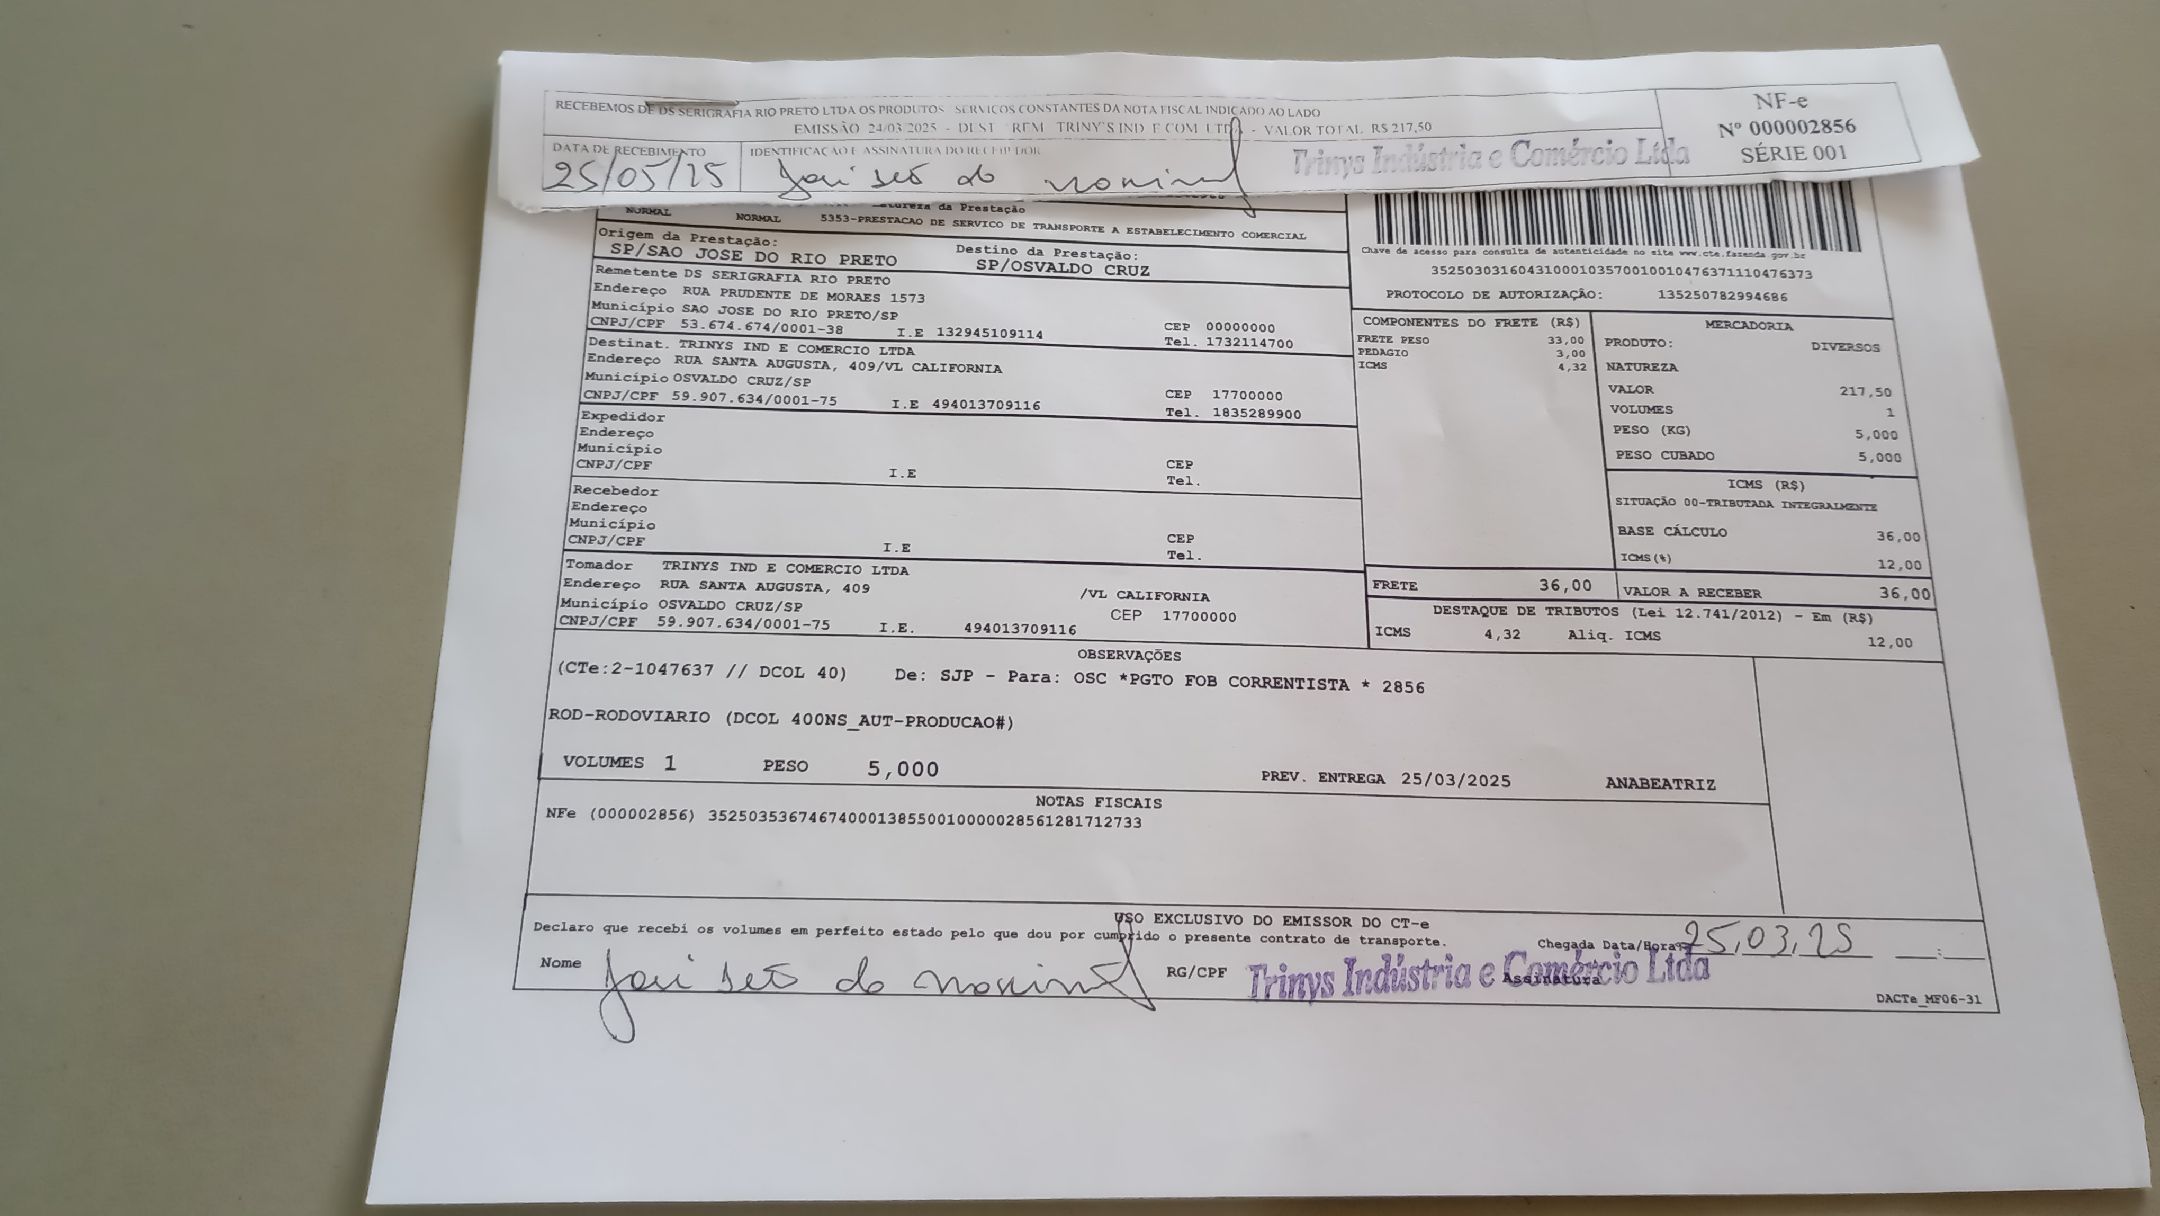 RECEBEMOS DE DS SERIGRAFIA RIO PRETO LTDA OS PRODUTOS SERVICOS CONSTANTES DA NOTA FISCAL INDICADO AO LADO
EMISSÃO 24/03/2025 - DEST REM TRINY'S IND E COM LTDA - VALOR TOTAL R$ 217,50
NF-e
Nº 000002856
SÉRIE 001
DATA DE RECEBIMENTO
IDENTIFICAÇAO E ASSINATURA DO RECEBEDOR
25/05/25
Trinys Indústria e Comércio Ltda
Natureza da Prestação
NORMAL NORMAL 5353-PRESTACAO DE SERVICO DE TRANSPORTE A ESTABELECIMENTO COMERCIAL
Origem da Prestação: Destino da Prestação:
SP/SAO JOSE DO RIO PRETO SP/OSVALDO CRUZ
Remetente DS SERIGRAFIA RIO PRETO
Endereço RUA PRUDENTE DE MORAES 1573
Município SAO JOSE DO RIO PRETO/SP CEP 00000000
CNPJ/CPF 53.674.674/0001-38 I.E 132945109114 Tel. 1732114700
Destinat. TRINYS IND E COMERCIO LTDA
Endereço RUA SANTA AUGUSTA, 409/VL CALIFORNIA
Município OSVALDO CRUZ/SP CEP 17700000
CNPJ/CPF 59.907.634/0001-75 I.E 494013709116 Tel. 1835289900
Expedidor
Endereço
Município CEP
CNPJ/CPF I.E Tel.
Recebedor
Endereço
Município CEP
CNPJ/CPF I.E Tel.
Tomador TRINYS IND E COMERCIO LTDA
Endereço RUA SANTA AUGUSTA, 409 /VL CALIFORNIA
Município OSVALDO CRUZ/SP CEP 17700000
CNPJ/CPF 59.907.634/0001-75 I.E. 494013709116
Chave de acesso para consulta de autenticidade no site www.cte.fazenda gov.br
35250303160431000103570010010476371110476373
PROTOCOLO DE AUTORIZAÇÃO: 135250782994686
COMPONENTES DO FRETE (R$)
FRETE PESO 33,00
PEDAGIO 3,00
ICMS 4,32
MERCADORIA
PRODUTO: DIVERSOS
NATUREZA
VALOR 217,50
VOLUMES 1
PESO (KG) 5,000
PESO CUBADO 5,000
ICMS (R$)
SITUAÇÃO 00-TRIBUTADA INTEGRALMENTE
BASE CÁLCULO 36,00
ICMS(%) 12,00
FRETE 36,00 VALOR A RECEBER 36,00
DESTAQUE DE TRIBUTOS (Lei 12.741/2012) - Em (R$)
ICMS 4,32 Aliq. ICMS 12,00
OBSERVAÇÕES
(CTe:2-1047637 // DCOL 40) De: SJP - Para: OSC *PGTO FOB CORRENTISTA * 2856
ROD-RODOVIARIO (DCOL 400NS_AUT-PRODUCAO#)
VOLUMES 1 PESO 5,000 PREV. ENTREGA 25/03/2025 ANABEATRIZ
NOTAS FISCAIS
NFe (000002856) 35250353674674000138550010000028561281712733
USO EXCLUSIVO DO EMISSOR DO CT-e
Declaro que recebi os volumes em perfeito estado pelo que dou por cumprido o presente contrato de transporte.
Chegada Data/Hora 25,03,25 __:__
Nome RG/CPF Assinatura
Trinys Indústria e Comércio Ltda
DACTe_MF06-31